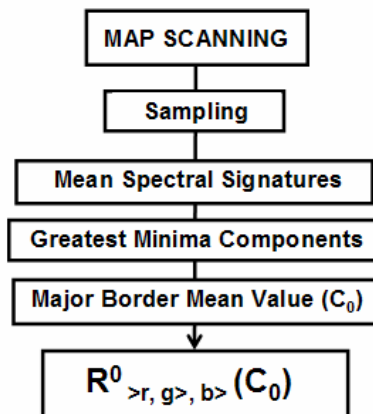 MAP SCANNING
Sampling
Mean Spectral Signatures
Greatest Minima Components
Major Border Mean Value (C₀)
R⁰ >r, g>, b> (C₀)